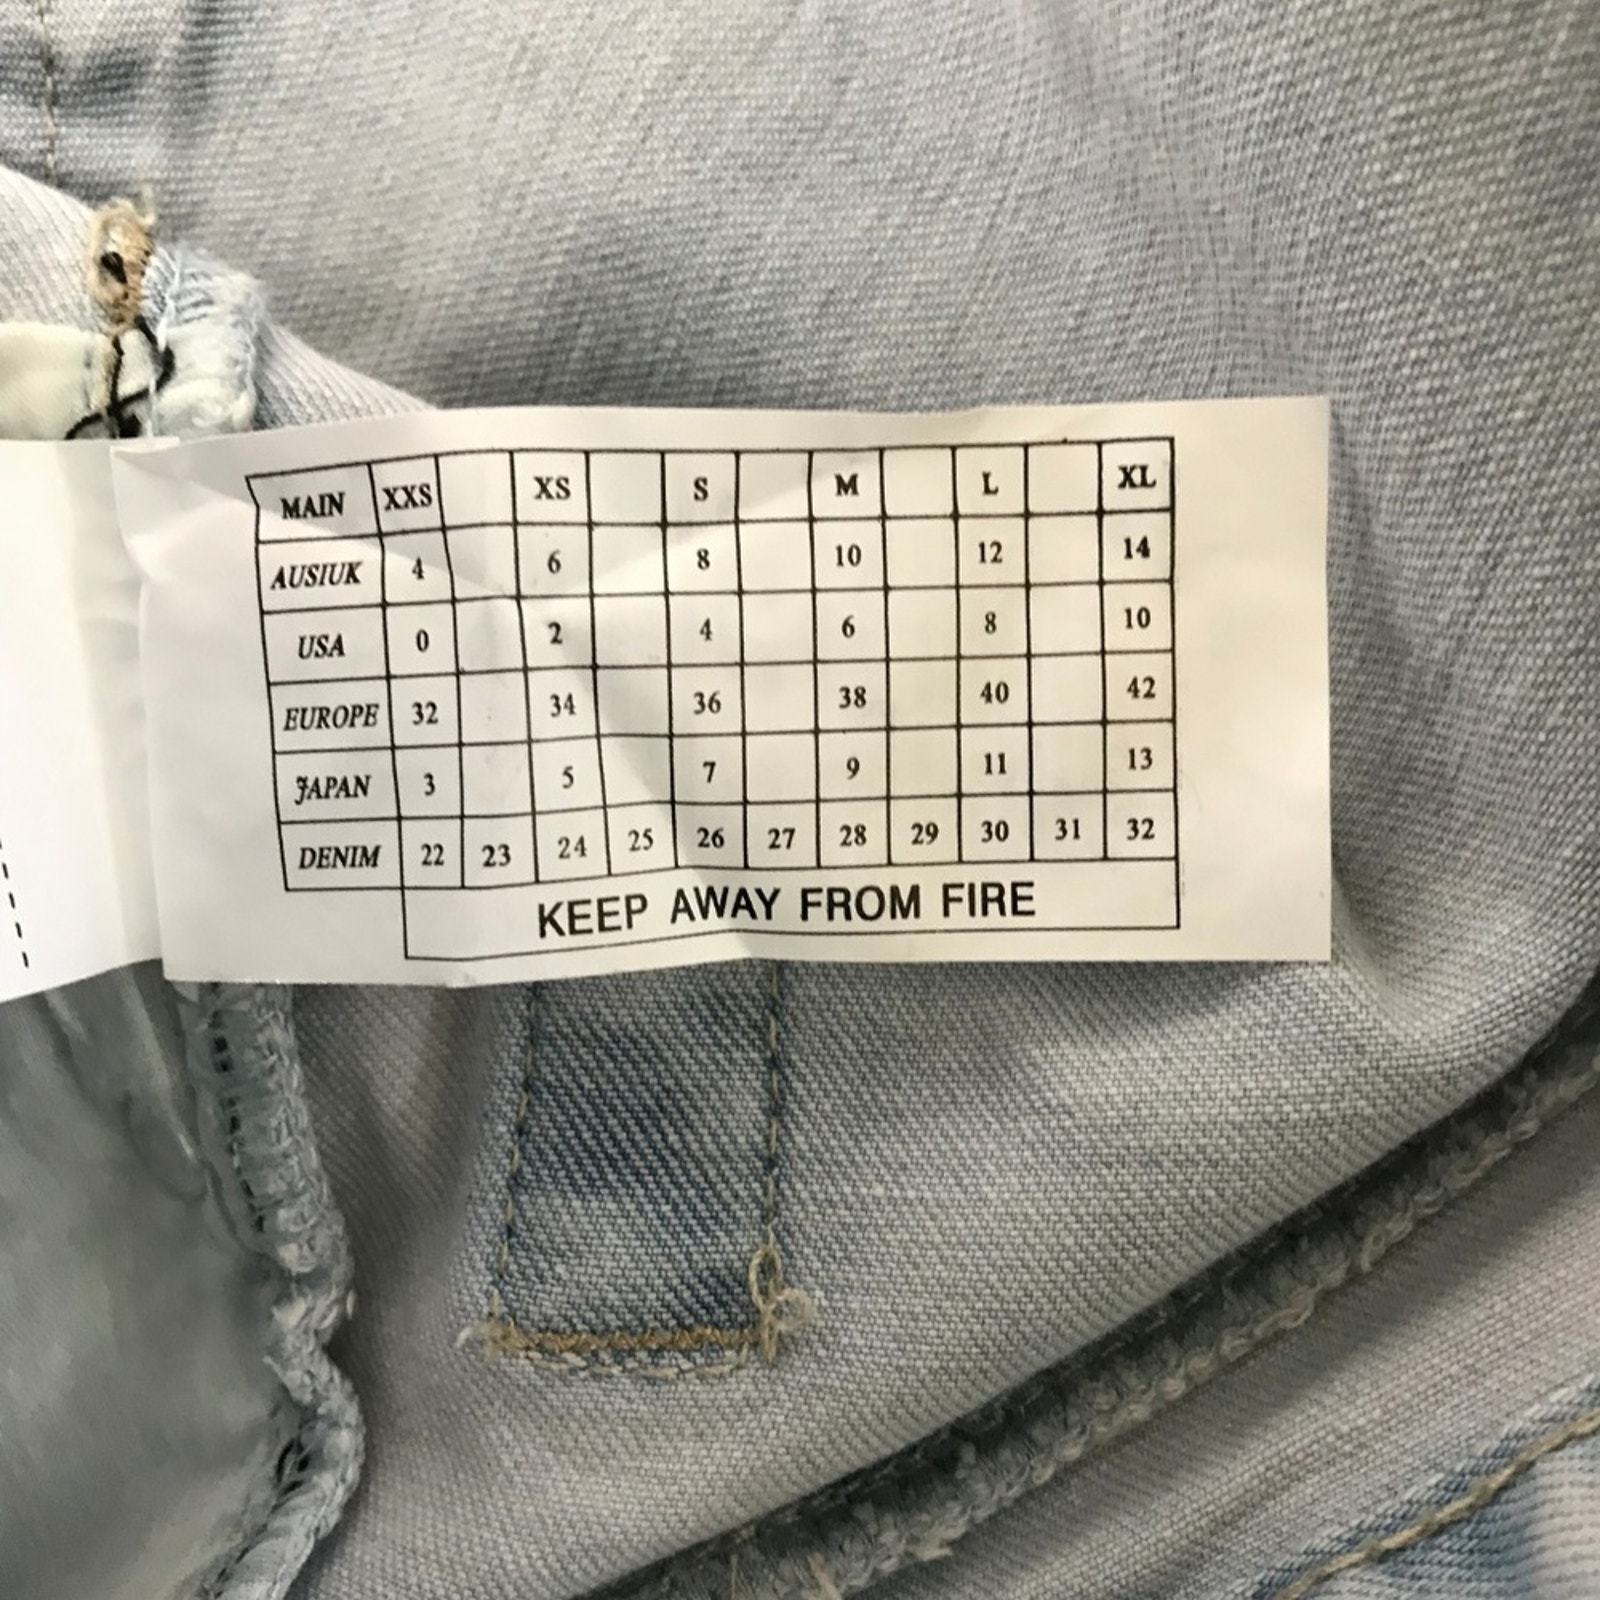 MAIN XXS XS S M L XL
AUSIUK 4 6 8 10 12 14
USA 0 2 4 6 8 10
EUROPE 32 34 36 38 40 42
JAPAN 3 5 7 9 11 13
DENIM 22 23 24 25 26 27 28 29 30 31 32
KEEP AWAY FROM FIRE